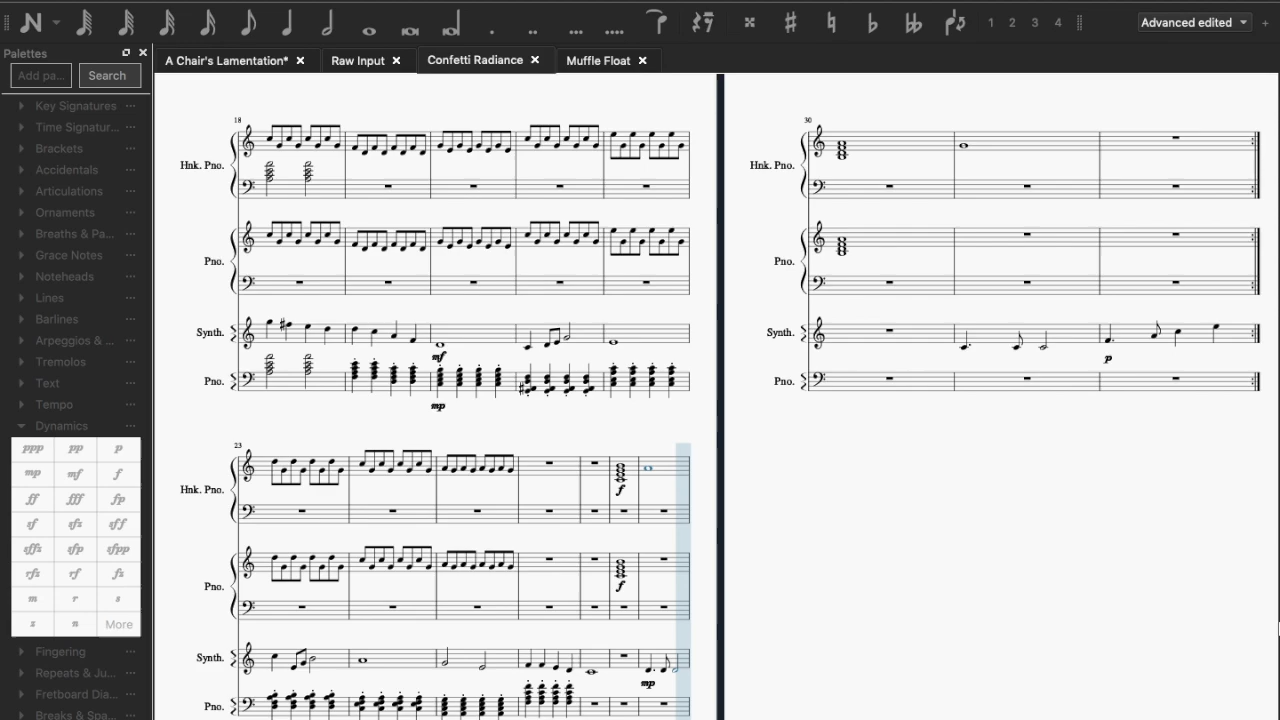 1 2 3 4
Advanced edited
Palettes
Add pa...
Search
A Chair's Lamentation*
Raw Input
Confetti Radiance
Muffle Float
Key Signatures
Time Signatur...
Brackets
Accidentals
Articulations
Ornaments
Breaths & Pa...
Grace Notes
Noteheads
Lines
Barlines
Arpeggios & ...
Tremolos
Text
Tempo
Dynamics
ppp pp p
mp mf f
ff fff fp
sf sfz sff
sffz sfp sfpp
rfz rf fz
m r s
z n More
Fingering
Repeats & Ju...
Fretboard Dia...
Breaks & Spa...
18
Hnk. Pno.
Pno.
Synth.
mf
Pno.
mp
23
Hnk. Pno.
f
Pno.
f
Synth.
mp
Pno.
30
Hnk. Pno.
Pno.
Synth.
p
Pno.